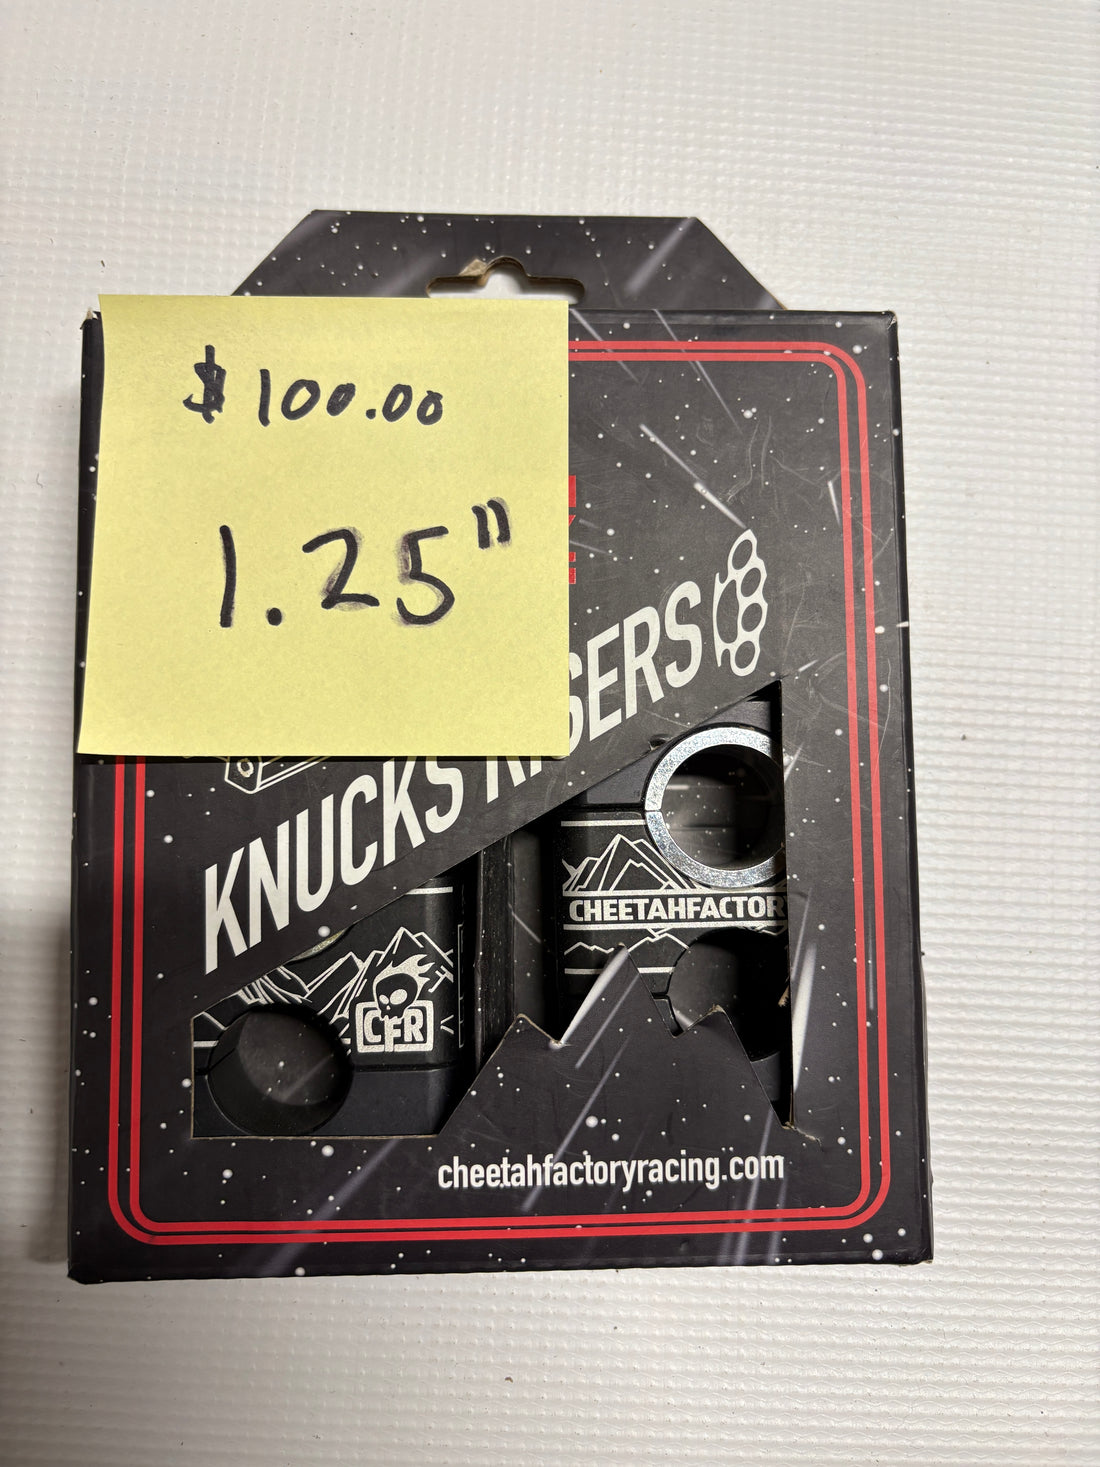 $100.00
1.25"
KNUCKS
CHEETAHFACTORY
CFR
cheetahfactoryracing.com